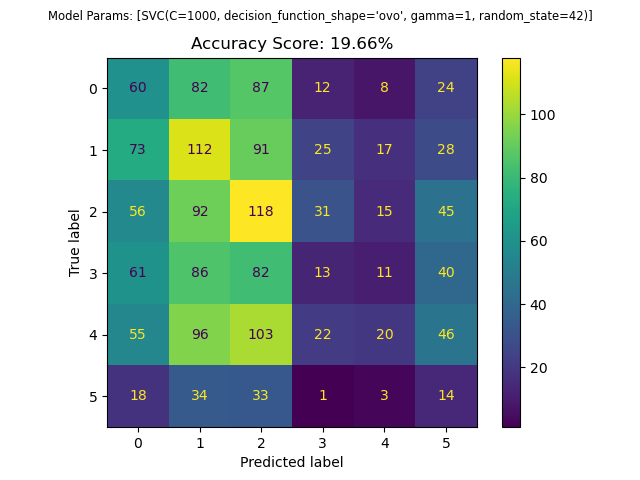 Model Params: [SVC(C=1000, decision_function_shape='ovo', gamma=1, random_state=42)]
Accuracy Score: 19.66%
0 60 82 87 12 8 24
1 73 112 91 25 17 28
2 56 92 118 31 15 45
3 61 86 82 13 11 40
4 55 96 103 22 20 46
5 18 34 33 1 3 14
0 1 2 3 4 5
Predicted label
True label
100
80
60
40
20